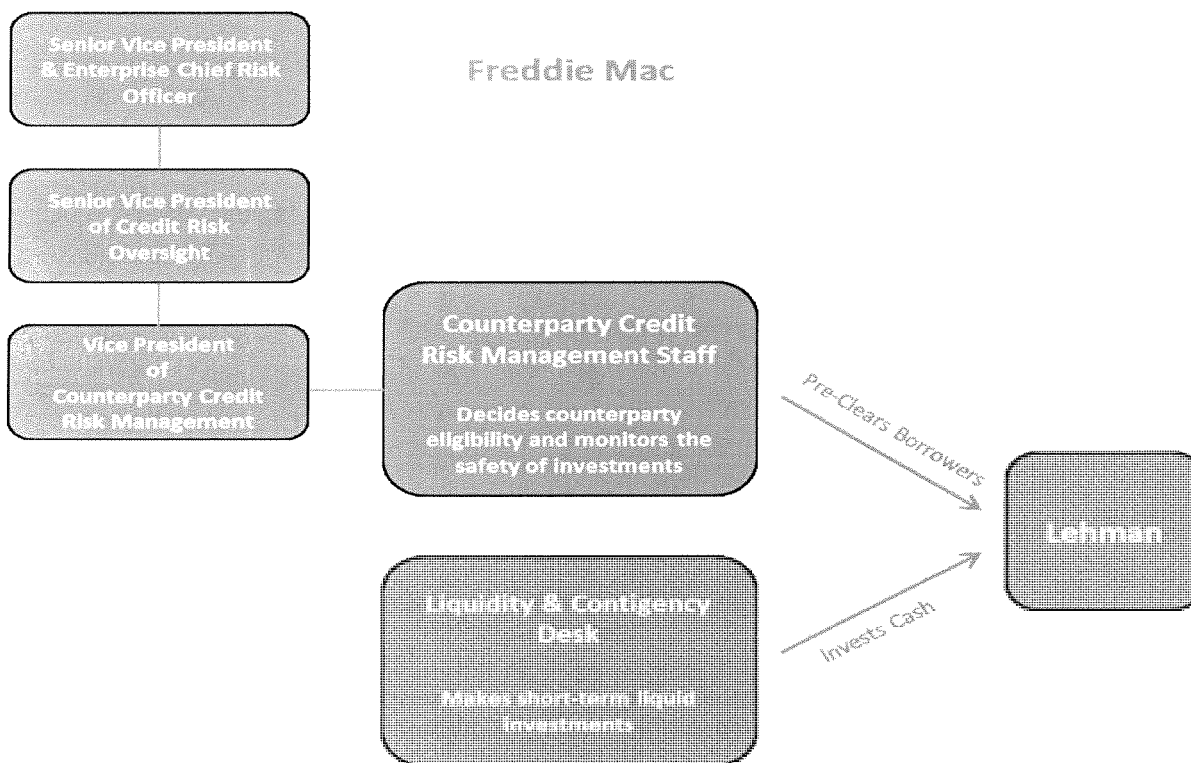 Senior Vice President
& Enterprise Chief Risk
Officer
Freddie Mac
Senior Vice President
of Credit Risk
Oversight
Vice President
of
Counterparty Credit
Risk Management
Counterparty Credit
Risk Management Staff
Decides counterparty
eligibility and monitors the
safety of investments
Pre-Clears Borrowers
Lehman
Liquidity & Contigency
Desk
Makes short-term liquid
investments
Invests Cash